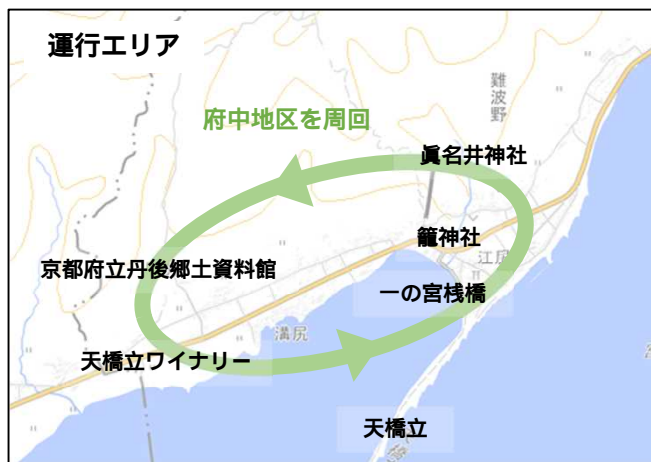 運行エリア
難波野
府中地区を周回
眞名井神社
籠神社
江尻
京都府立丹後郷土資料館
一の宮桟橋
溝尻
天橋立ワイナリー
天橋立